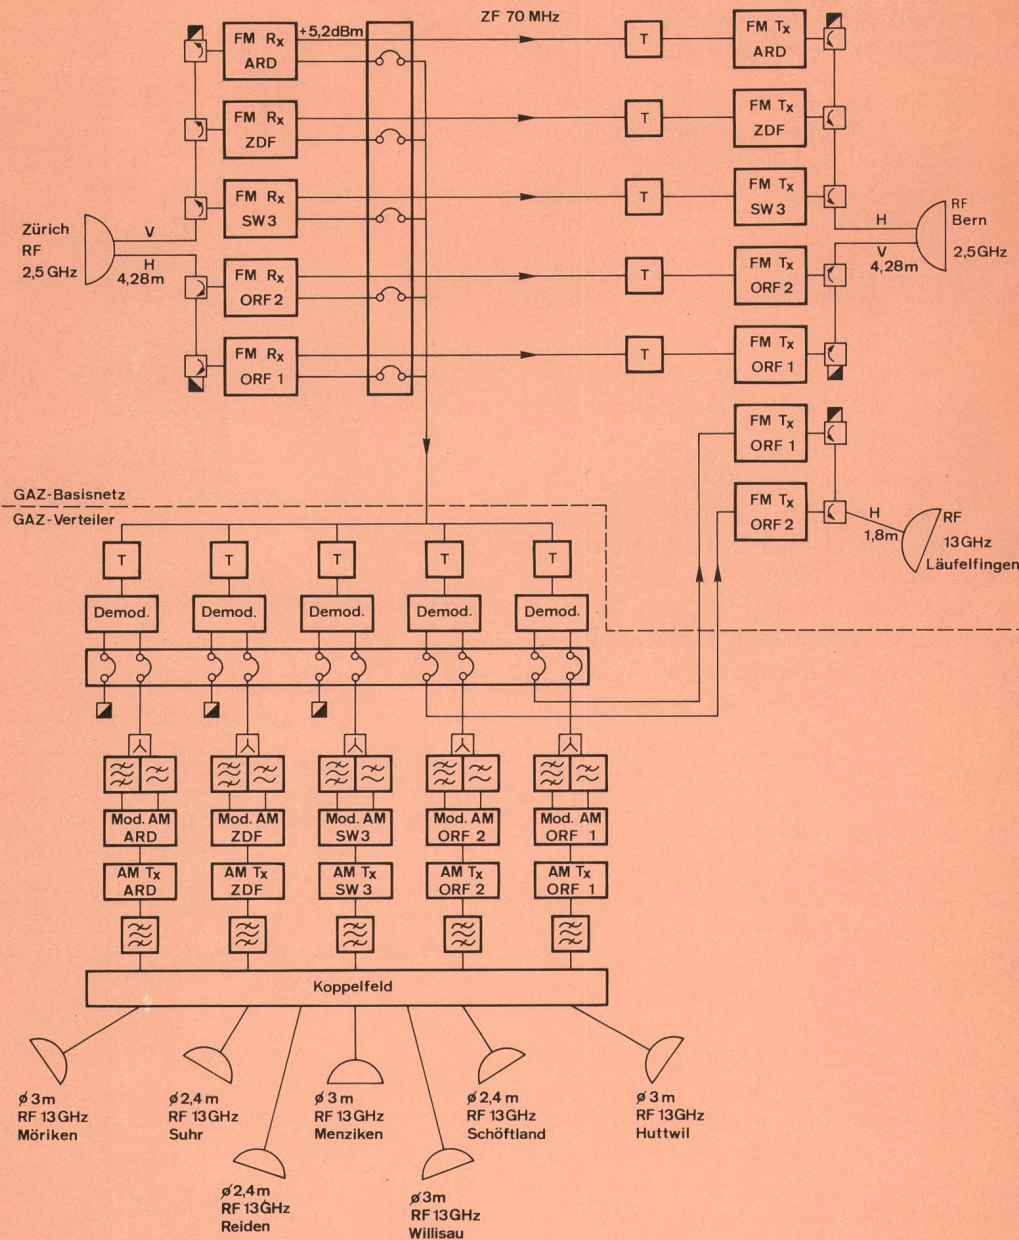 ZF 70 MHz
+5,2dBm
FM Rx
ARD
T
FM Tx
ARD
FM Rx
ZDF
T
FM Tx
ZDF
FM Rx
SW3
T
FM Tx
SW3
Zürich
RF
2,5 GHz
V
H
4,28m
H
V
4,28m
RF
Bern
2,5GHz
FM Rx
ORF2
T
FM Tx
ORF2
FM Rx
ORF 1
T
FM Tx
ORF 1
FM Tx
ORF 1
FM Tx
ORF 2
H
1,8m
RF
13GHz
Läufelfingen
GAZ-Basisnetz
GAZ-Verteiler
T
T
T
T
T
Demod.
Demod.
Demod.
Demod.
Demod.
Mod. AM
ARD
Mod. AM
ZDF
Mod. AM
SW3
Mod. AM
ORF 2
Mod. AM
ORF 1
AM Tx
ARD
AM Tx
ZDF
AM Tx
SW 3
AM Tx
ORF 2
AM Tx
ORF 1
Koppelfeld
ø 3m
RF 13GHz
Möriken
ø 2,4 m
RF 13GHz
Suhr
ø 3 m
RF 13GHz
Menziken
ø 2,4 m
RF 13GHz
Schöftland
ø 3m
RF 13GHz
Huttwil
ø 2,4m
RF 13GHz
Reiden
ø 3m
RF 13GHz
Willisau